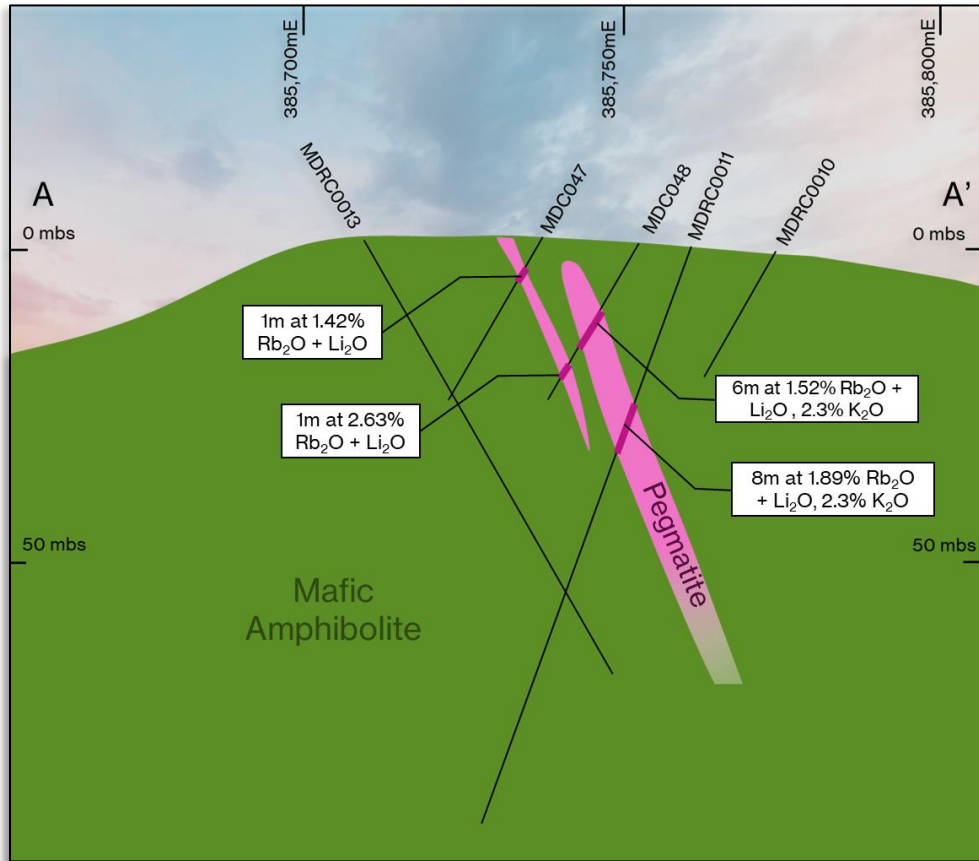 385,700mE
385,750mE
385,800mE
A
A'
MDRC0013
MDC047
MDC048
MDRC0011
MDRC0010
0 mbs
0 mbs
1m at 1.42%
Rb₂O + Li₂O
1m at 2.63%
Rb₂O + Li₂O
6m at 1.52% Rb₂O +
Li₂O , 2.3% K₂O
8m at 1.89% Rb₂O
+ Li₂O, 2.3% K₂O
Pegmatite
50 mbs
50 mbs
Mafic
Amphibolite